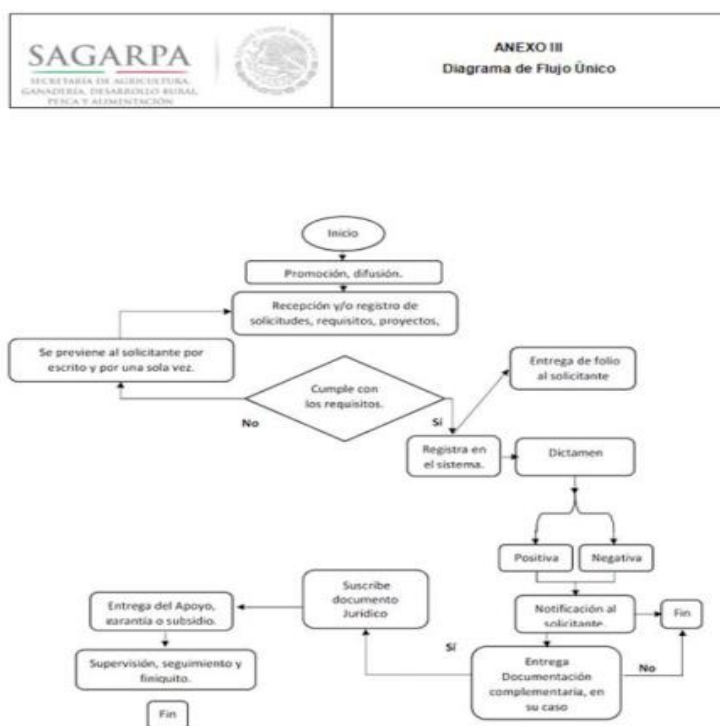 SAGARPA
SECRETARÍA DE AGRICULTURA,
GANADERÍA, DESARROLLO RURAL,
PESCA Y ALIMENTACIÓN
ANEXO III
Diagrama de Flujo Único
Inicio
Promoción, difusión.
Recepción y/o registro de
solicitudes, requisitos, proyectos,
Se previene al solicitante por
escrito y por una sola vez.
Cumple con
los requisitos.
No
Sí
Entrega de folio
al solicitante
Registra en
el sistema.
Dictamen
Positiva
Negativa
Notificación al
solicitante.
Fin
Suscribe
documento
Jurídico
Entrega del Apoyo,
garantía o subsidio.
Sí
Entrega
Documentación
complementaría, en
su caso
No
Supervisión, seguimiento y
finiquito.
Fin